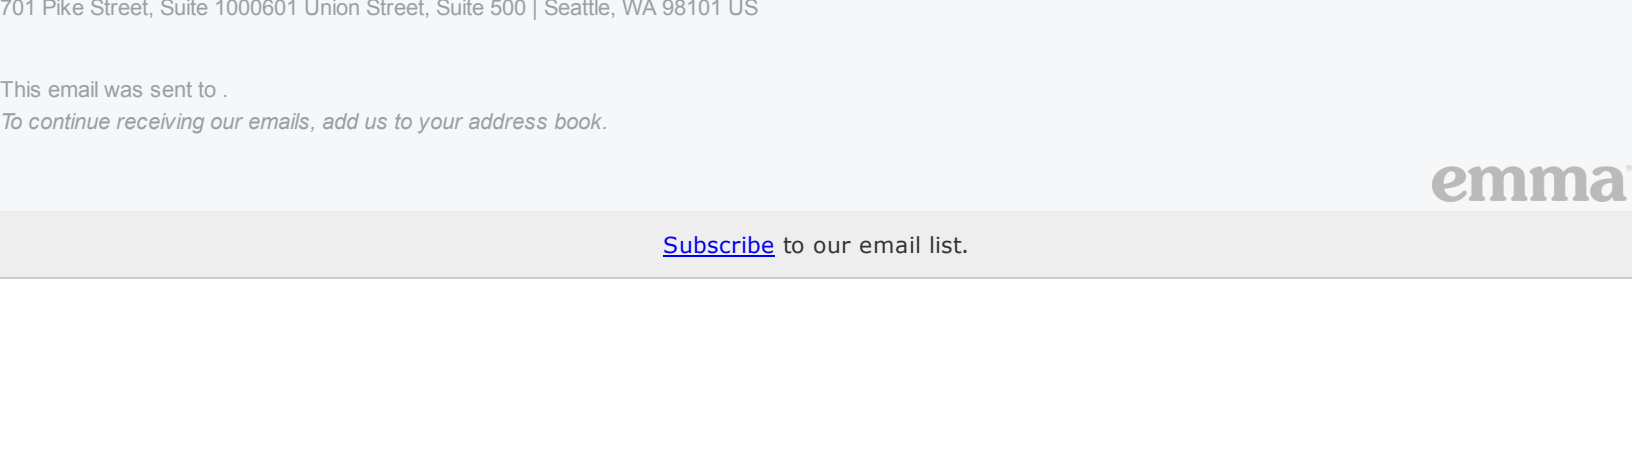 701 Pike Street, Suite 1000601 Union Street, Suite 500 | Seattle, WA 98101 US
This email was sent to .
To continue receiving our emails, add us to your address book.
emma®
Subscribe to our email list.